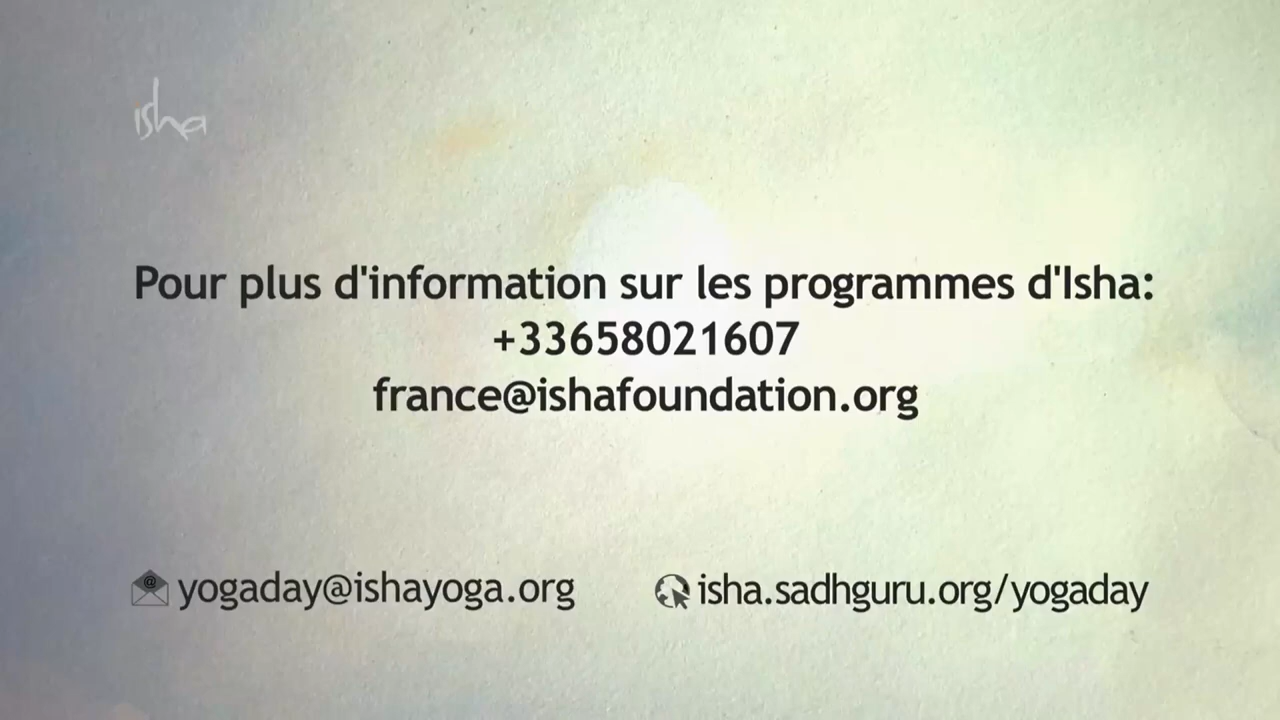 isha
Pour plus d'information sur les programmes d'Isha:
+33658021607
france@ishafoundation.org
yogaday@ishayoga.org
isha.sadhguru.org/yogaday